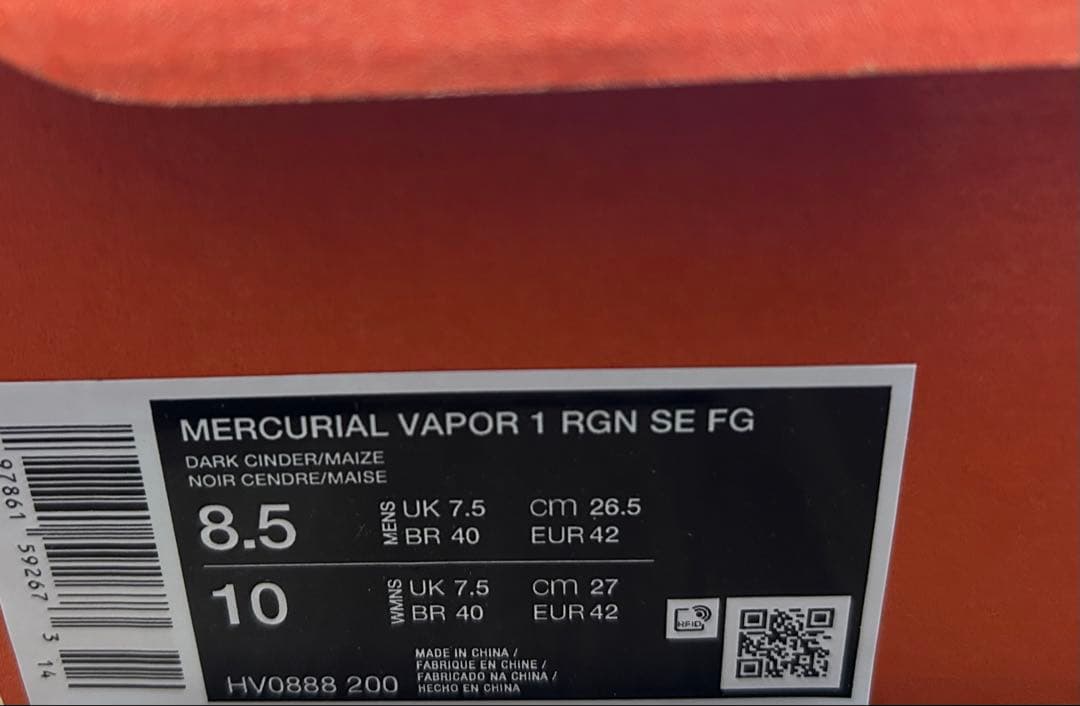 MERCURIAL VAPOR 1 RGN SE FG
DARK CINDER/MAIZE
NOIR CENDRE/MAISE
8.5 MENS UK 7.5 cm 26.5
BR 40 EUR 42
10 WMNS UK 7.5 cm 27
BR 40 EUR 42
RFID
MADE IN CHINA /
FABRIQUE EN CHINE /
FABRICADO NA CHINA /
HECHO EN CHINA
HV0888 200
97861 59267 3 14